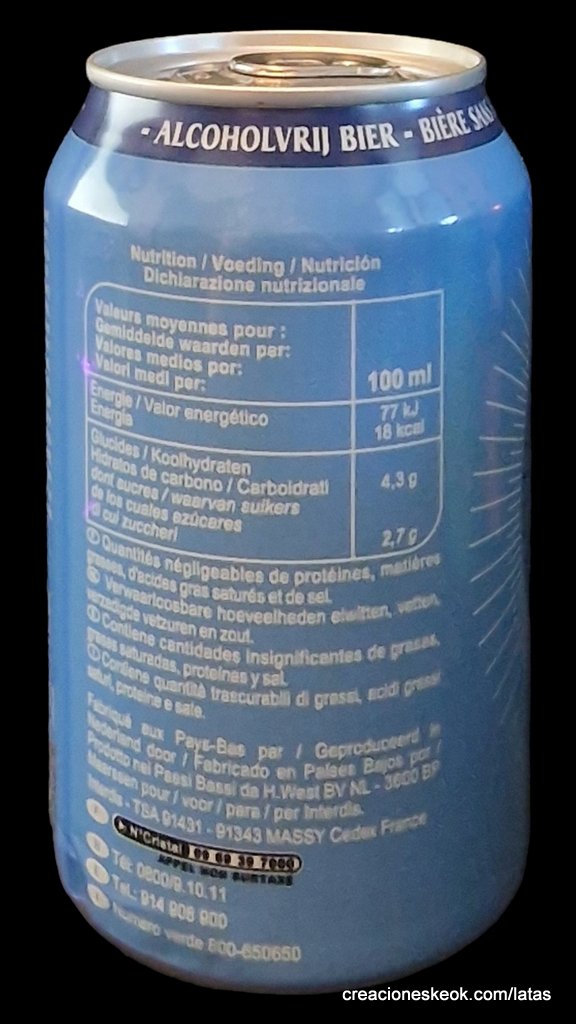 - ALCOHOLVRIJ BIER - BIÈRE SANS
Nutrition / Voeding / Nutrición
Dichiarazione nutrizionale
Valeurs moyennes pour :
Gemiddelde waarden per:
Valores medios por:
Valori medi per:
100 ml
Energie / Valor energético
Energia
77 kJ
18 kcal
Glucides / Koolhydraten
Hidratos de carbono / Carboidrati
4,3 g
dont sucres / waarvan suikers
de los cuales azúcares
di cui zuccheri
2,7 g
Quantités négligeables de protéines, matières
grasses, d'acides gras saturés et de sel.
Verwaarloosbare hoeveelheden eiwitten, vetten,
verzadigde vetzuren en zout.
Contiene cantidades insignificantes de grasas,
grasas saturadas, proteínas y sal.
Contiene quantità trascurabili di grassi, acidi grassi
saturi, proteine e sale.
Fabriqué aux Pays-Bas par / Geproduceerd in
Nederland door / Fabricado en Países Bajos por /
Prodotto nei Paesi Bassi da H.West BV NL - 3600 BP
Maarssen pour / voor / para / per Interdis.
Interdis - TSA 91431 - 91343 MASSY Cedex France
N°Cristal 09 69 39 7000
APPEL NON SURTAXÉ
Tél: 0800/9.10.11
Tel.: 914 908 900
Numero verde 800-650650
creacioneskeok.com/latas